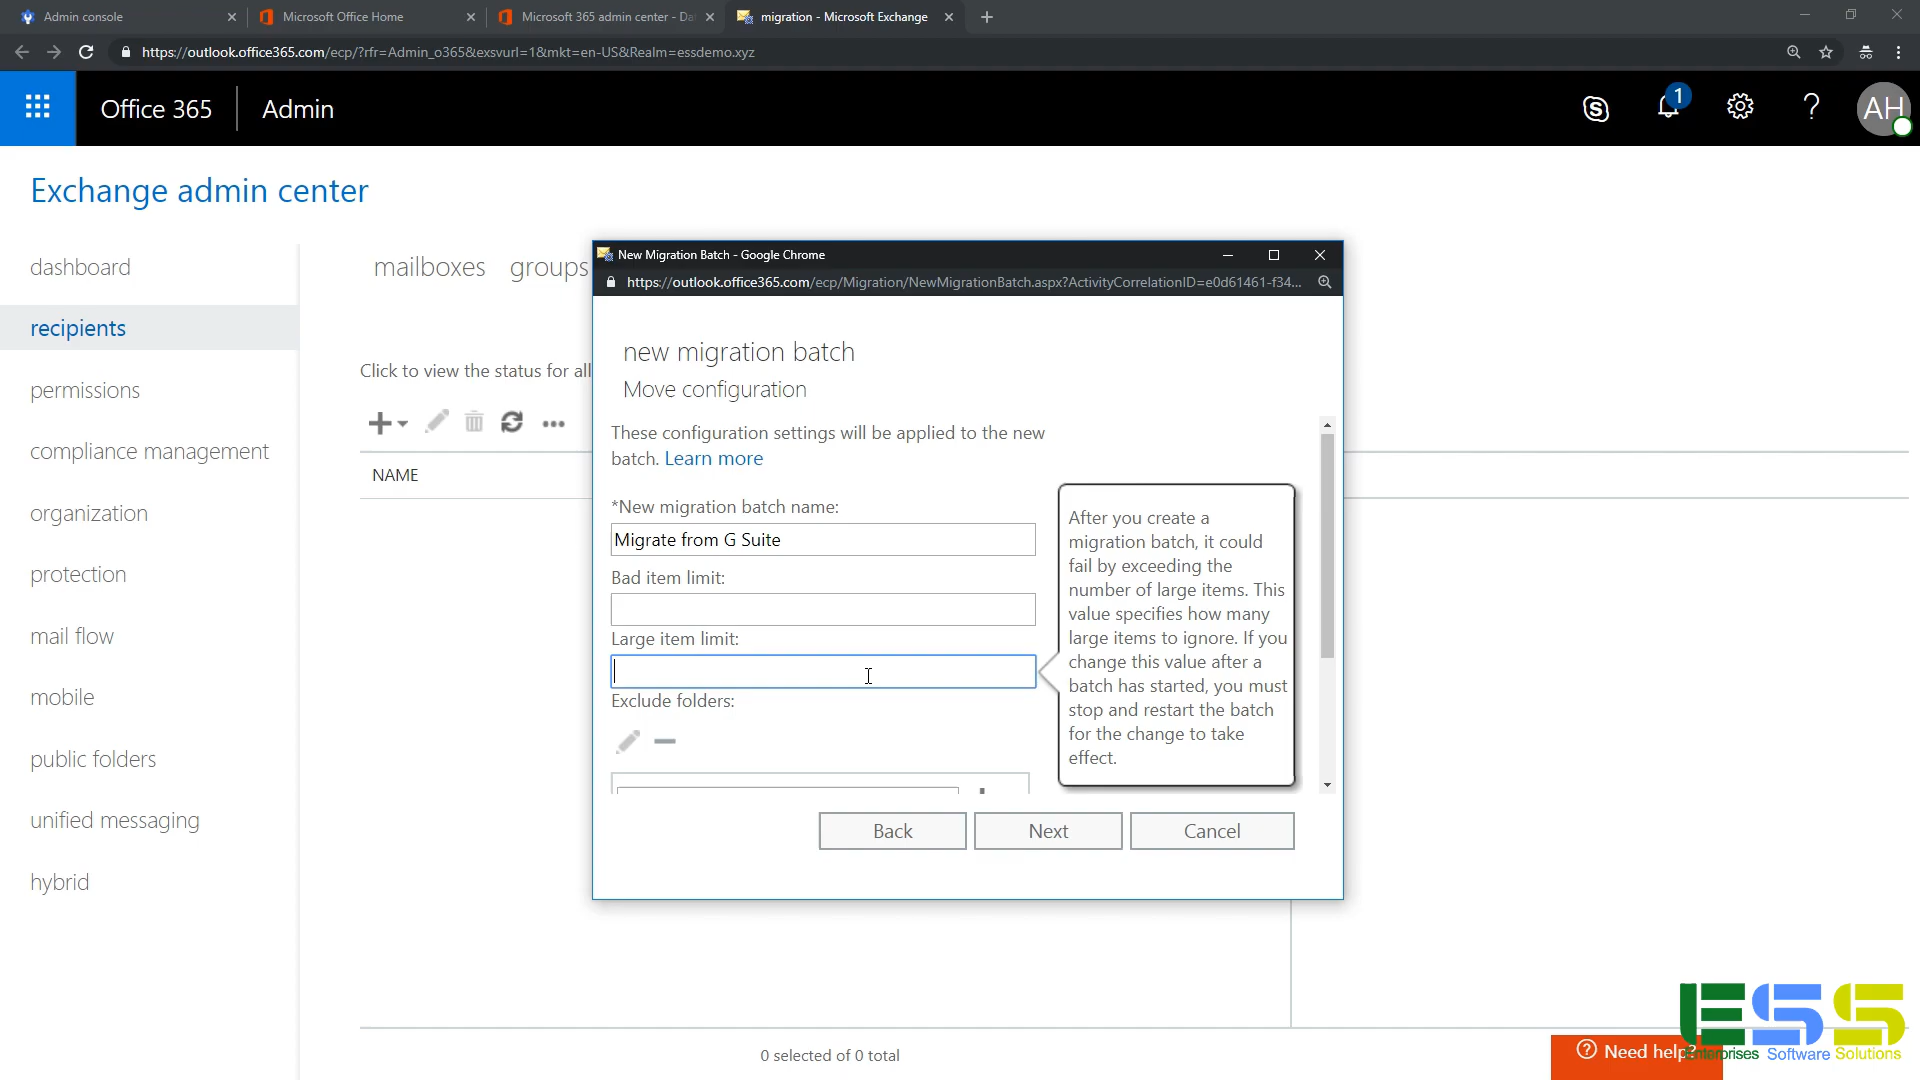 Admin console
Microsoft Office Home
Microsoft 365 admin center - Da
migration - Microsoft Exchange
https://outlook.office365.com/ecp/?rfr=Admin_o365&exsvurl=1&mkt=en-US&Realm=essdemo.xyz
Office 365
Admin
1
AH
Exchange admin center
dashboard
recipients
permissions
compliance management
organization
protection
mail flow
mobile
public folders
unified messaging
hybrid
mailboxes
groups
Click to view the status for all
NAME
0 selected of 0 total
New Migration Batch - Google Chrome
https://outlook.office365.com/ecp/Migration/NewMigrationBatch.aspx?ActivityCorrelationID=e0d61461-f34...
new migration batch
Move configuration
These configuration settings will be applied to the new
batch. Learn more
*New migration batch name:
Migrate from G Suite
Bad item limit:
Large item limit:
Exclude folders:
After you create a
migration batch, it could
fail by exceeding the
number of large items. This
value specifies how many
large items to ignore. If you
change this value after a
batch has started, you must
stop and restart the batch
for the change to take
effect.
Back
Next
Cancel
Need help?
ESS
Enterprises Software Solutions